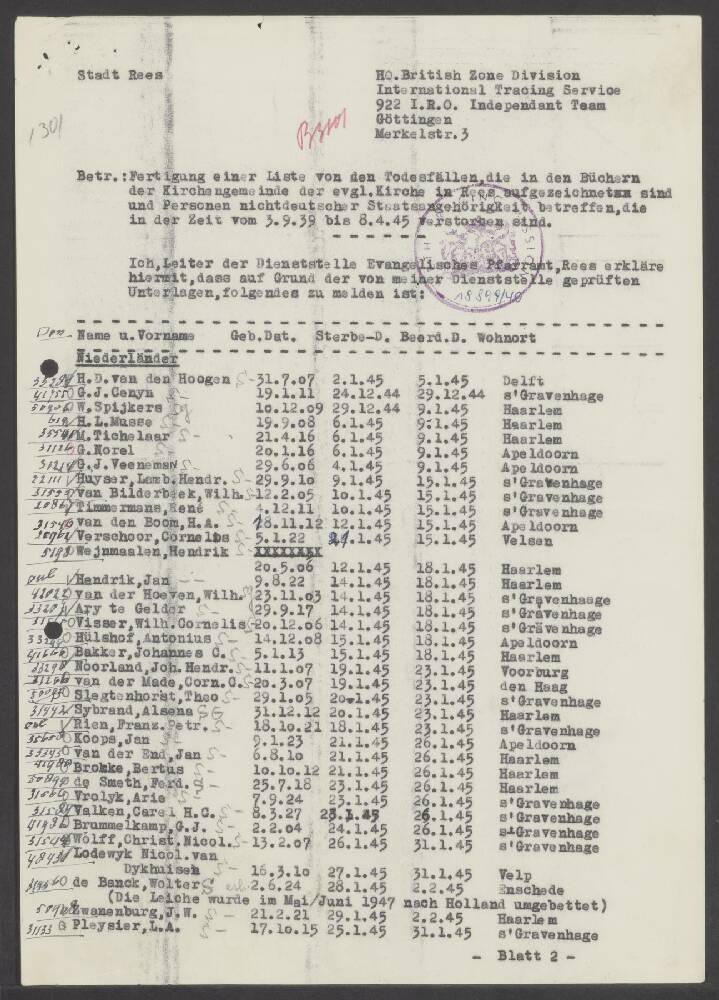 Stadt Rees
HQ.British Zone Division
International Tracing Service
922 I.R.O. Independant Team
Göttingen
Merkelstr.3
Betr.:Fertigung einer Liste von den Todesfällen,die in den Büchern
der Kirchengemeinde der evgl.Kirche in Rees aufgezeichneten sind
und Personen nichtdeutscher Staatsangehörigkeit betreffen,die
in der Zeit vom 3.9.39 bis 8.4.45 verstorben sind.
Ich,Leiter der Dienststelle Evangelisches Pfarramt,Rees erkläre
hiermit,dass auf Grund der von meiner Dienststelle geprüften
Unterlagen,folgendes zu melden ist:
Name u.Vorname Geb.Dat. Sterbe-D. Beerd.D. Wohnort
Niederländer
H.D.van den Hoogen 31.7.07 2.1.45 5.1.45 Delft
G.J.Genyn 19.1.11 24.12.44 29.12.44 s'Gravenhage
W.Spijkers 10.12.09 29.12.44 9.1.45 Haarlem
H.L.Musse 19.9.08 6.1.45 9.1.45 Haarlem
M.Tichelaar 21.4.16 6.1.45 9.1.45 Haarlem
G.Norel 20.1.16 6.1.45 9.1.45 Apeldoorn
G.J.Veeneman 29.6.06 4.1.45 9.1.45 Apeldoorn
Huyser,Lamb.Hendr. 29.9.10 9.1.45 15.1.45 s'Gravenhage
van Bilderbeek,Wilh. 12.2.05 10.1.45 15.1.45 s'Gravenhage
Timmermans,René 4.12.11 10.1.45 15.1.45 s'Gravenhage
van den Boom,H.A. 18.11.12 12.1.45 15.1.45 Apeldoorn
Verschoor,Cornelis 5.1.22 21.1.45 15.1.45 Velsen
Wejnmaalen,Hendrik XXXXXXXX
20.5.06 12.1.45 18.1.45 Haarlem
Hendrik,Jan 9.8.22 14.1.45 18.1.45 Haarlem
van der Hoeven,Wilh. 23.11.03 14.1.45 18.1.45 s'Gravenhaage
Ary te Gelder 29.9.17 14.1.45 18.1.45 s'Gravenhage
Visser,Wilh.Cornelis 20.12.06 14.1.45 18.1.45 s'Gravenhage
Hülshof,Antonius 14.12.08 15.1.45 18.1.45 Apeldoorn
Bakker,Johannes C. 5.1.13 15.1.45 18.1.45 Haarlem
Noorland,Joh.Hendr. 11.1.07 19.1.45 23.1.45 Voorburg
van der Made,Corn.C. 20.3.07 19.1.45 23.1.45 den Haag
Slegtenhorst,Theo 29.1.05 20.1.45 23.1.45 s'Gravenhage
Sybrand,Alsena 31.12.12 20.1.45 23.1.45 Haarlem
Rien,Franz.Petr. 18.10.21 18.1.45 23.1.45 s'Gravenhage
Koops,Jan 9.1.23 21.1.45 26.1.45 Apeldoorn
van der End,Jan 6.8.10 21.1.45 26.1.45 Haarlem
Brokke,Bertus 10.10.12 21.1.45 26.1.45 Haarlem
de Smeth,Ferd. 25.7.18 23.1.45 26.1.45 Haarlem
Vrolyk,Arie 7.9.24 23.1.45 26.1.45 s'Gravenhage
Valken,Carel H.C. 8.3.27 23.1.45 26.1.45 s'Gravenhage
Brummelkamp,G.J. 2.2.04 24.1.45 26.1.45 s'Gravenhage
Wolff,Christ.Nicol. 13.2.07 26.1.45 31.1.45 s'Gravenhage
Lodewyk Nicol.van
Dykhuisen 16.3.10 27.1.45 31.1.45 Velp
de Banck,Wolter 2.6.24 28.1.45 2.2.45 Enschede
(Die Leiche wurde im Mai/Juni 1947 nach Holland umgebettet)
Zwanenburg,J.W. 21.2.21 29.1.45 2.2.45 Haarlem
Pleysier,L.A. 17.10.15 25.1.45 31.1.45 s'Gravenhage
- Blatt 2 -